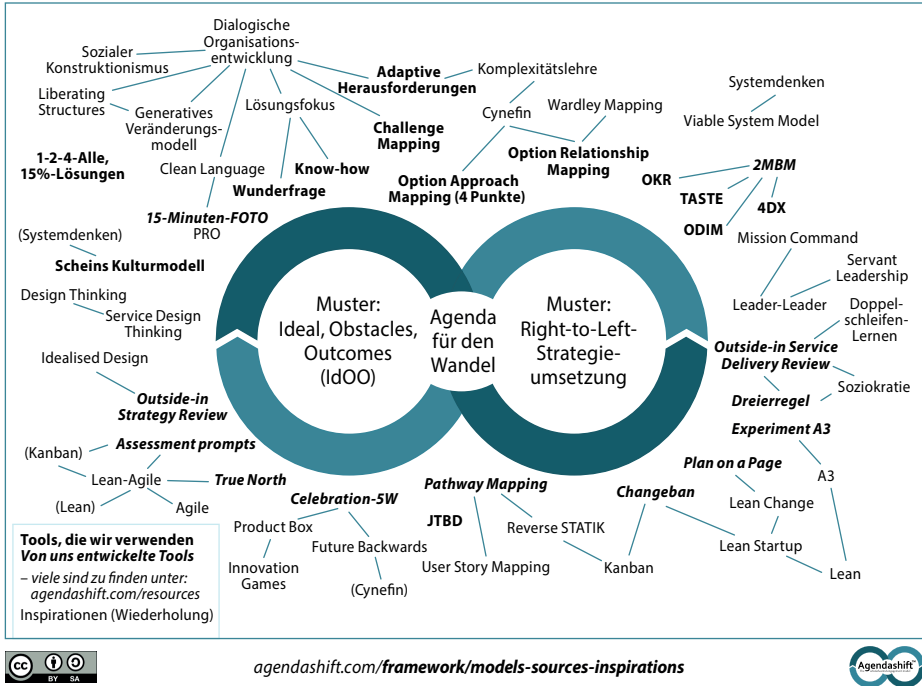 Dialogische
Organisations-
entwicklung
Sozialer
Konstruktionismus
Liberating
Structures
Generatives
Veränderungs-
modell
Lösungsfokus
Adaptive
Herausforderungen
Komplexitätslehre
Cynefin
Wardley Mapping
Systemdenken
Viable System Model
Challenge
Mapping
1-2-4-Alle,
15%-Lösungen
Clean Language
Know-how
Wunderfrage
Option Approach
Mapping (4 Punkte)
Option Relationship
Mapping
OKR
2MBM
TASTE
4DX
ODIM
15-Minuten-FOTO
PRO
(Systemdenken)
Scheins Kulturmodell
Mission Command
Servant
Leadership
Leader-Leader
Design Thinking
Service Design
Thinking
Doppel-
schleifen-
Lernen
Muster:
Ideal, Obstacles,
Outcomes
(IdOO)
Agenda
für den
Wandel
Muster:
Right-to-Left-
Strategie-
umsetzung
Idealised Design
Outside-in
Strategy Review
Outside-in Service
Delivery Review
Soziokratie
Dreierregel
Experiment A3
(Kanban)
Assessment prompts
Lean-Agile
True North
(Lean)
Agile
Celebration-5W
Product Box
Innovation
Games
Future Backwards
(Cynefin)
Pathway Mapping
JTBD
Reverse STATIK
User Story Mapping
Changeban
Kanban
Plan on a Page
A3
Lean Change
Lean Startup
Lean
Tools, die wir verwenden
Von uns entwickelte Tools
– viele sind zu finden unter:
agendashift.com/resources
Inspirationen (Wiederholung)
cc
BY SA
agendashift.com/framework/models-sources-inspirations
Agendashift